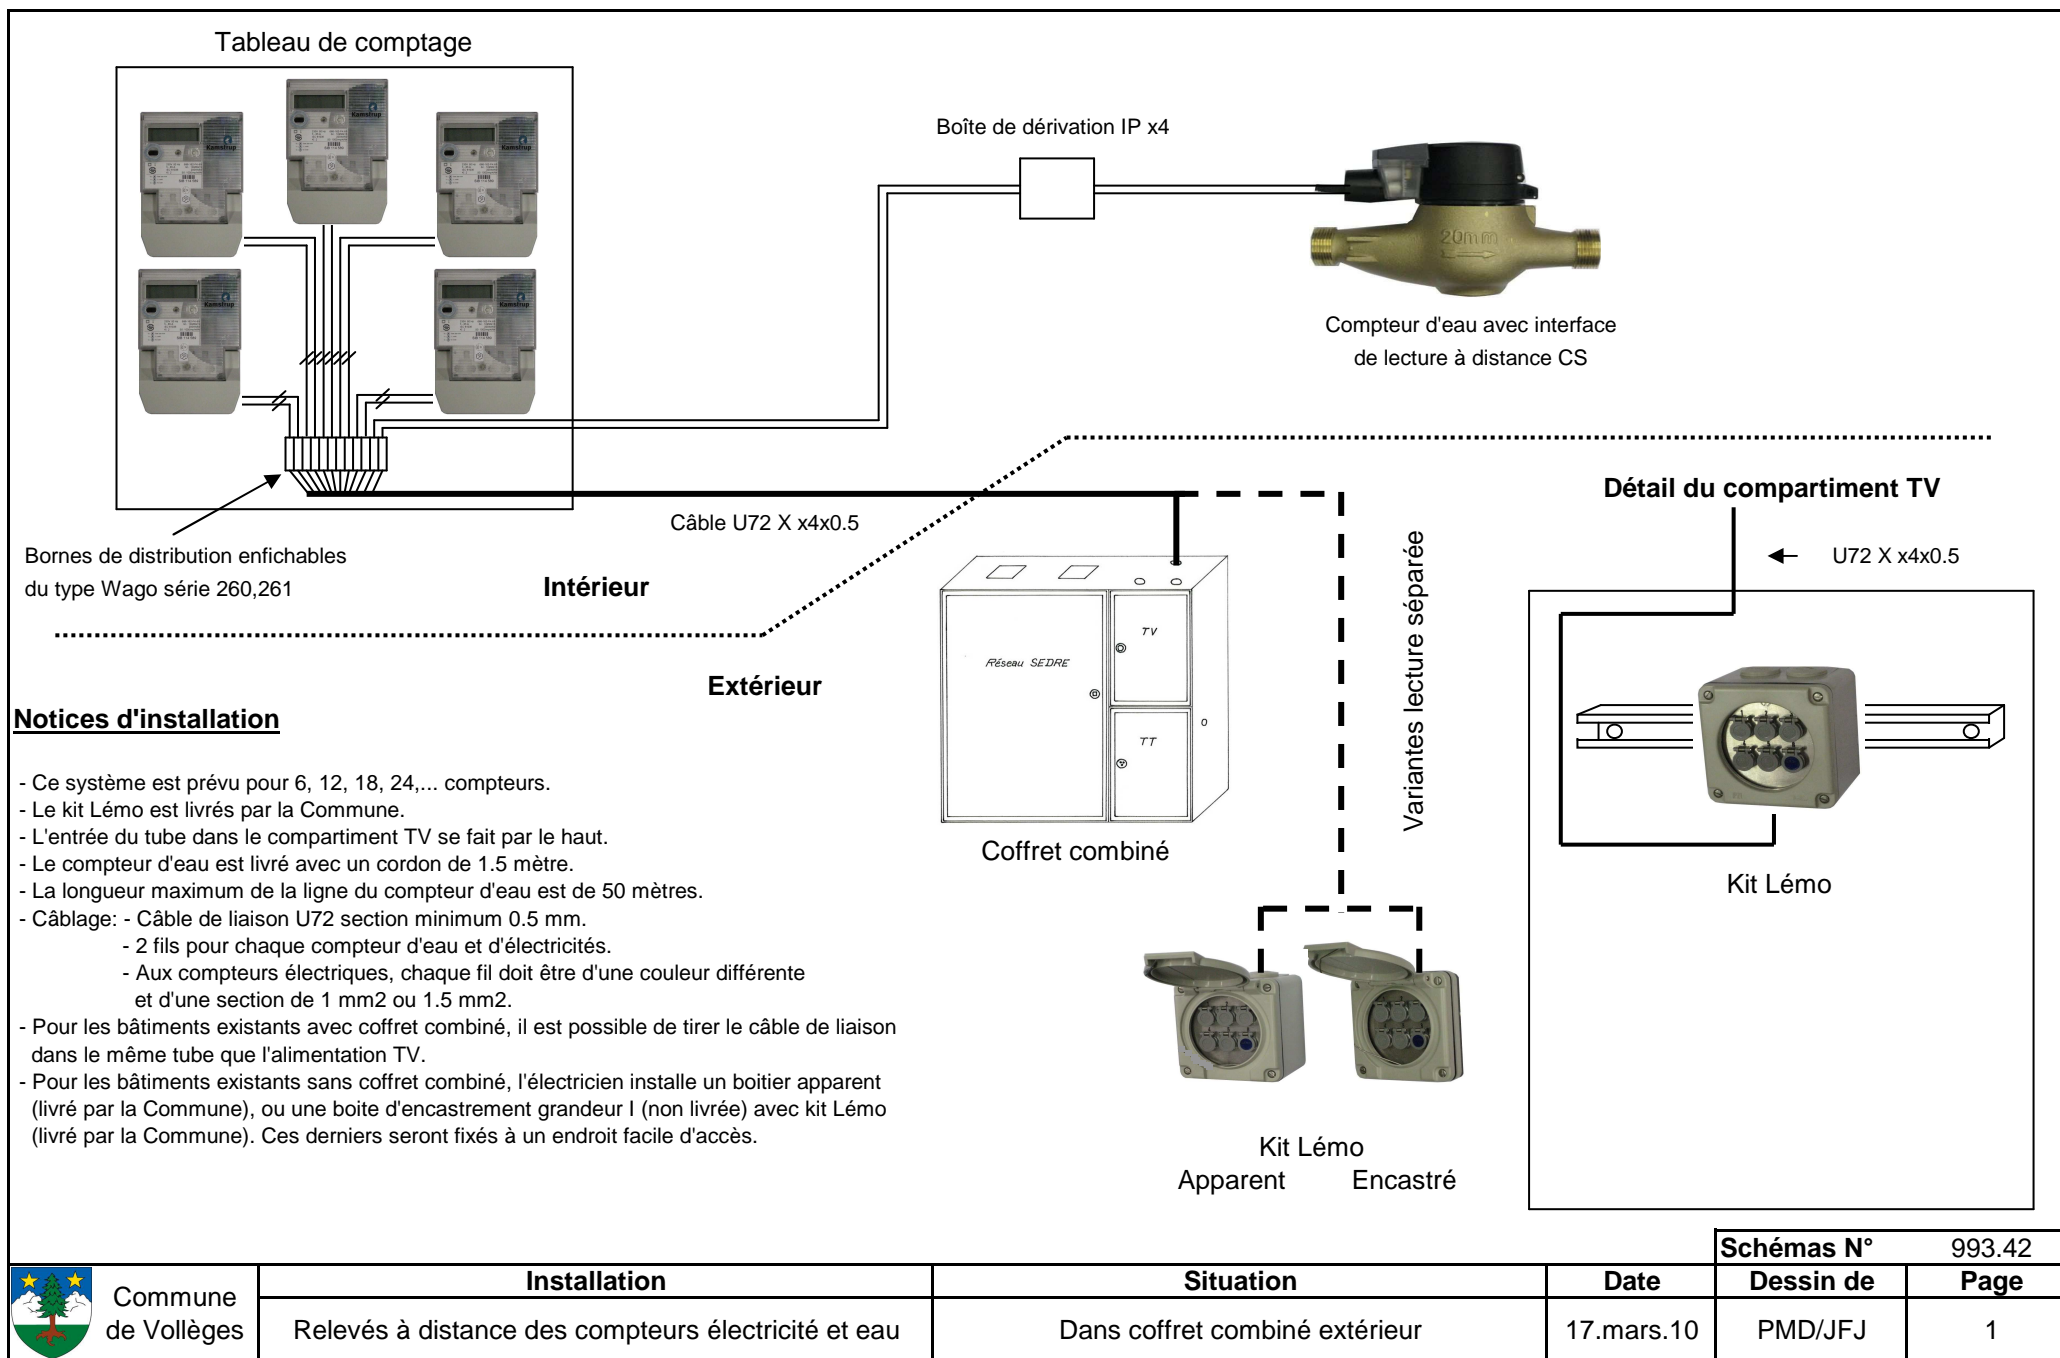 Tableau de comptage
Kamstrup
Kamstrup
Kamstrup
Kamstrup
Kamstrup
Boîte de dérivation IP x4
20mm
Compteur d'eau avec interface
de lecture à distance CS
Câble U72 X x4x0.5
Bornes de distribution enfichables
du type Wago série 260,261
Intérieur
Extérieur
Réseau SEDRE
TV
TT
Coffret combiné
Variantes lecture séparée
Détail du compartiment TV
U72 X x4x0.5
Kit Lémo
Notices d'installation
- Ce système est prévu pour 6, 12, 18, 24,... compteurs.
- Le kit Lémo est livrés par la Commune.
- L'entrée du tube dans le compartiment TV se fait par le haut.
- Le compteur d'eau est livré avec un cordon de 1.5 mètre.
- La longueur maximum de la ligne du compteur d'eau est de 50 mètres.
- Câblage: - Câble de liaison U72 section minimum 0.5 mm.
- 2 fils pour chaque compteur d'eau et d'électricités.
- Aux compteurs électriques, chaque fil doit être d'une couleur différente
et d'une section de 1 mm2 ou 1.5 mm2.
- Pour les bâtiments existants avec coffret combiné, il est possible de tirer le câble de liaison
dans le même tube que l'alimentation TV.
- Pour les bâtiments existants sans coffret combiné, l'électricien installe un boitier apparent
(livré par la Commune), ou une boite d'encastrement grandeur I (non livrée) avec kit Lémo
(livré par la Commune). Ces derniers seront fixés à un endroit facile d'accès.
Kit Lémo
Apparent Encastré
Schémas N° 993.42
Commune
de Vollèges
Installation Situation Date Dessin de Page
Relevés à distance des compteurs électricité et eau Dans coffret combiné extérieur 17.mars.10 PMD/JFJ 1